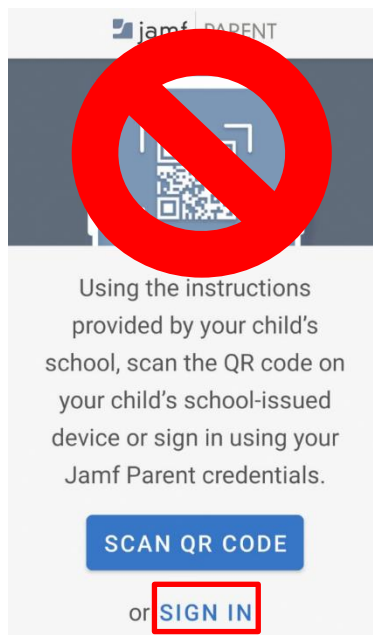 jamf PARENT
Using the instructions
provided by your child's
school, scan the QR code on
your child's school-issued
device or sign in using your
Jamf Parent credentials.
SCAN QR CODE
or SIGN IN